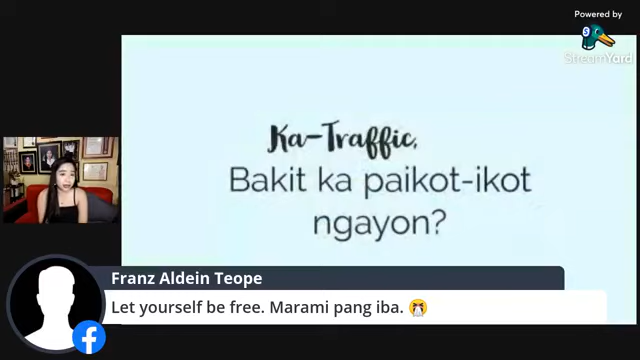 Powered by
StreamYard
Ka-Traffic,
Bakit ka paikot-ikot
ngayon?
Franz Aldein Teope
Let yourself be free. Marami pang iba.